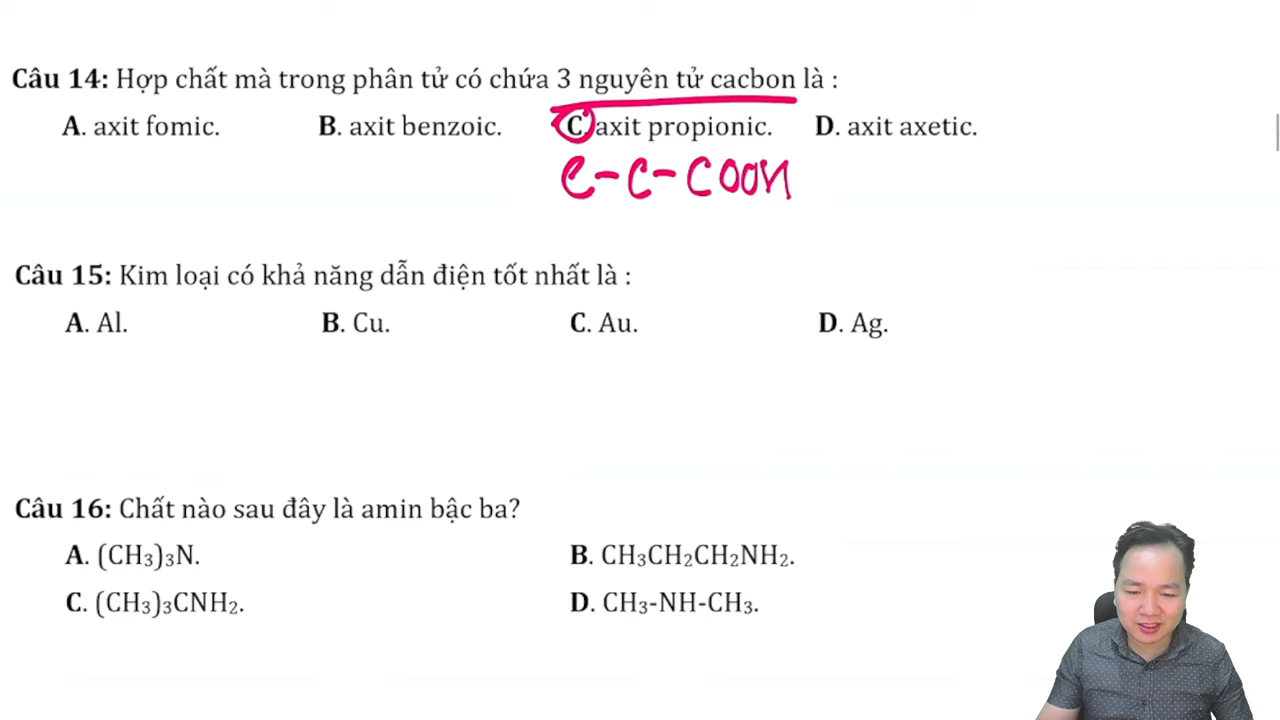 Câu 14: Hợp chất mà trong phân tử có chứa 3 nguyên tử cacbon là :
A. axit fomic. B. axit benzoic. C. axit propionic. D. axit axetic.
C-C-COOH
Câu 15: Kim loại có khả năng dẫn điện tốt nhất là :
A. Al. B. Cu. C. Au. D. Ag.
Câu 16: Chất nào sau đây là amin bậc ba?
A. (CH₃)₃N. B. CH₃CH₂CH₂NH₂.
C. (CH₃)₃CNH₂. D. CH₃-NH-CH₃.